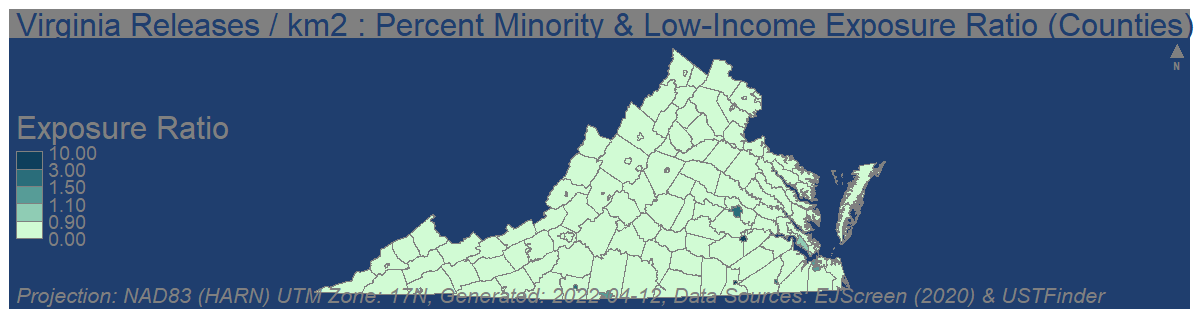 Virginia Releases / km2 : Percent Minority & Low-Income Exposure Ratio (Counties)
N
Exposure Ratio
10.00
3.00
1.50
1.10
0.90
0.00
Projection: NAD83 (HARN) UTM Zone: 17N, Generated: 2022-04-12, Data Sources: EJScreen (2020) & USTFinder